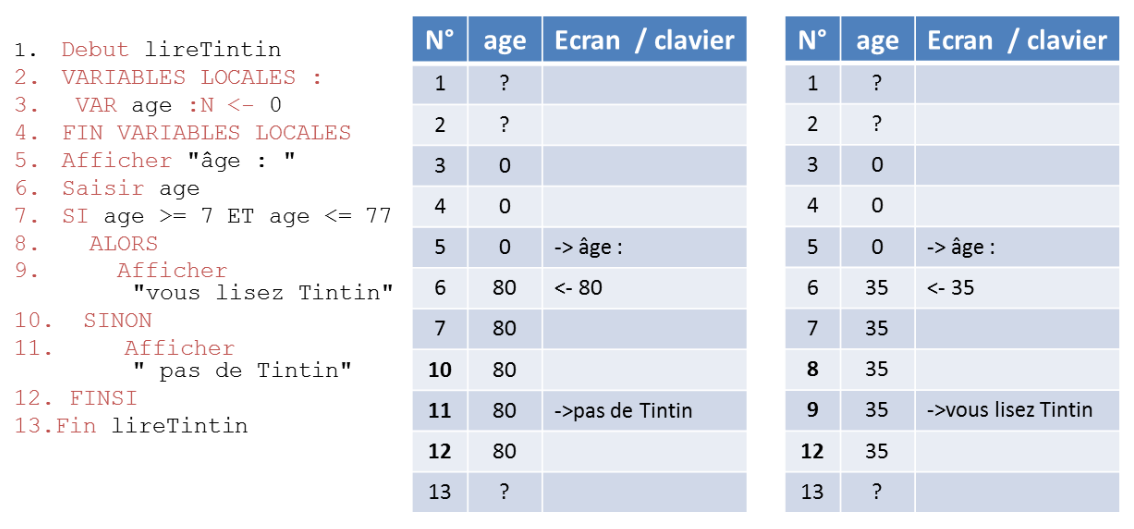 1. Debut lireTintin
2. VARIABLES LOCALES :
3. VAR age :N <- 0
4. FIN VARIABLES LOCALES
5. Afficher "âge : "
6. Saisir age
7. SI age >= 7 ET age <= 77
8. ALORS
9. Afficher
"vous lisez Tintin"
10. SINON
11. Afficher
" pas de Tintin"
12. FINSI
13.Fin lireTintin
N° age Ecran / clavier
1 ?
2 ?
3 0
4 0
5 0 -> âge :
6 80 <- 80
7 80
10 80
11 80 ->pas de Tintin
12 80
13 ?
N° age Ecran / clavier
1 ?
2 ?
3 0
4 0
5 0 -> âge :
6 35 <- 35
7 35
8 35
9 35 ->vous lisez Tintin
12 35
13 ?